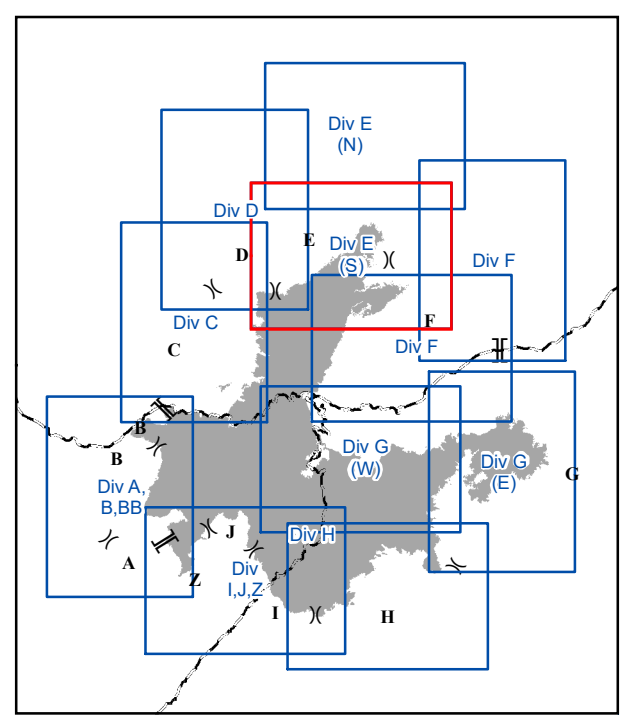 Div E
(N)
Div D
E
D
Div E
(S)
Div F
Div C
F
C
Div F
B
B
Div G
(W)
Div G
(E)
G
Div A,
B,BB
J
Div H
A
Z
Div
I,J,Z
I
H